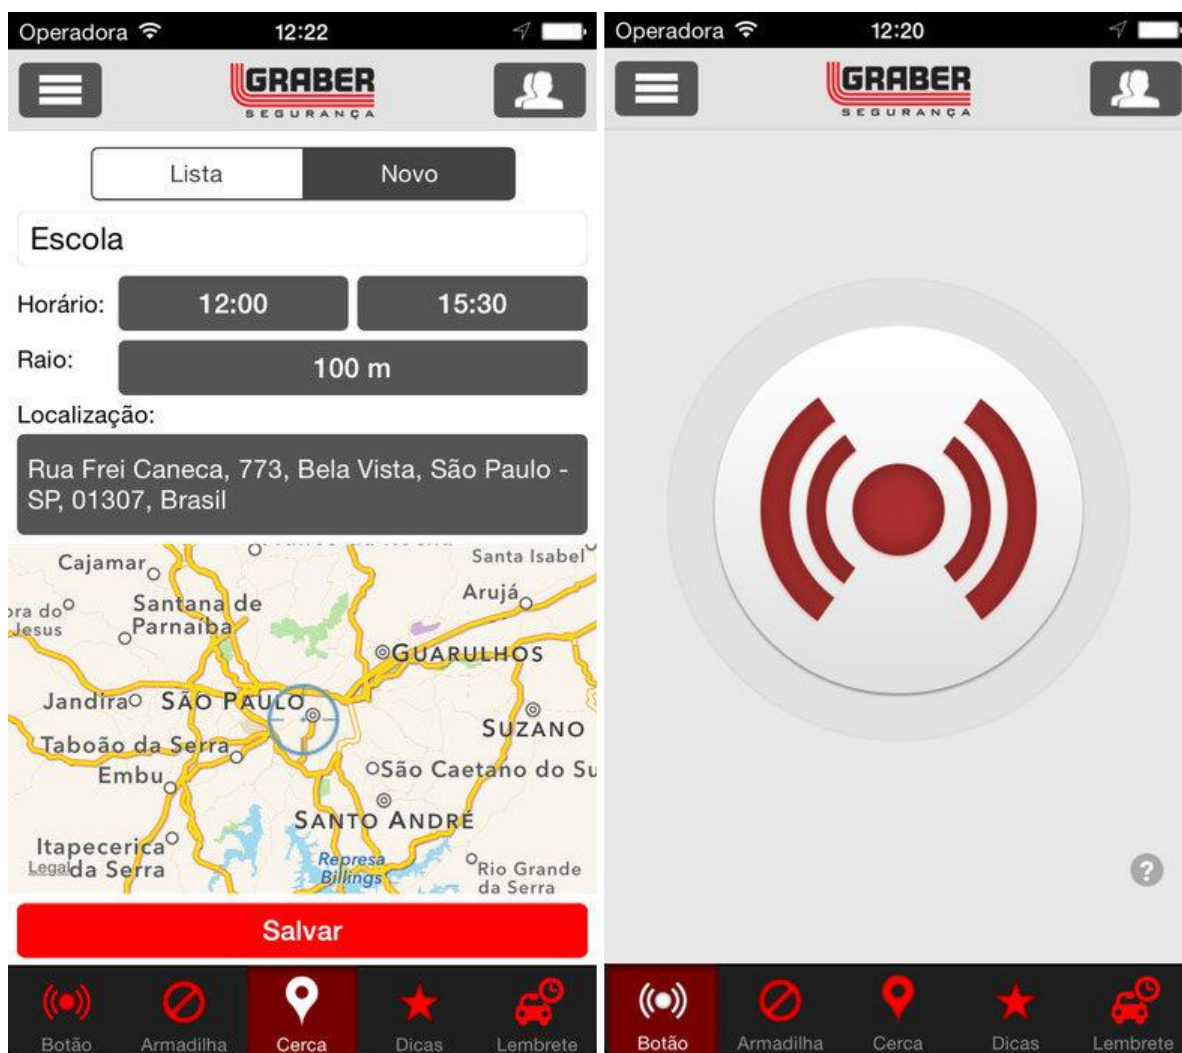 Operadora
12:22
GRABER
SEGURANÇA
Lista
Novo
Escola
Horário:
12:00
15:30
Raio:
100 m
Localização:
Rua Frei Caneca, 773, Bela Vista, São Paulo -
SP, 01307, Brasil
Cajamar
Santa Isabel
Santana de
Parnaíba
Arujá
Jesus
GUARULHOS
Jandira
SÃO PAULO
SUZANO
Taboão da Serra
Embu
São Caetano do Su
SANTO ANDRÉ
Itapecerica
da Serra
Legal
Represa
Billings
Rio Grande
da Serra
Salvar
Botão
Armadilha
Cerca
Dicas
Lembrete
Operadora
12:20
GRABER
SEGURANÇA
?
Botão
Armadilha
Cerca
Dicas
Lembrete